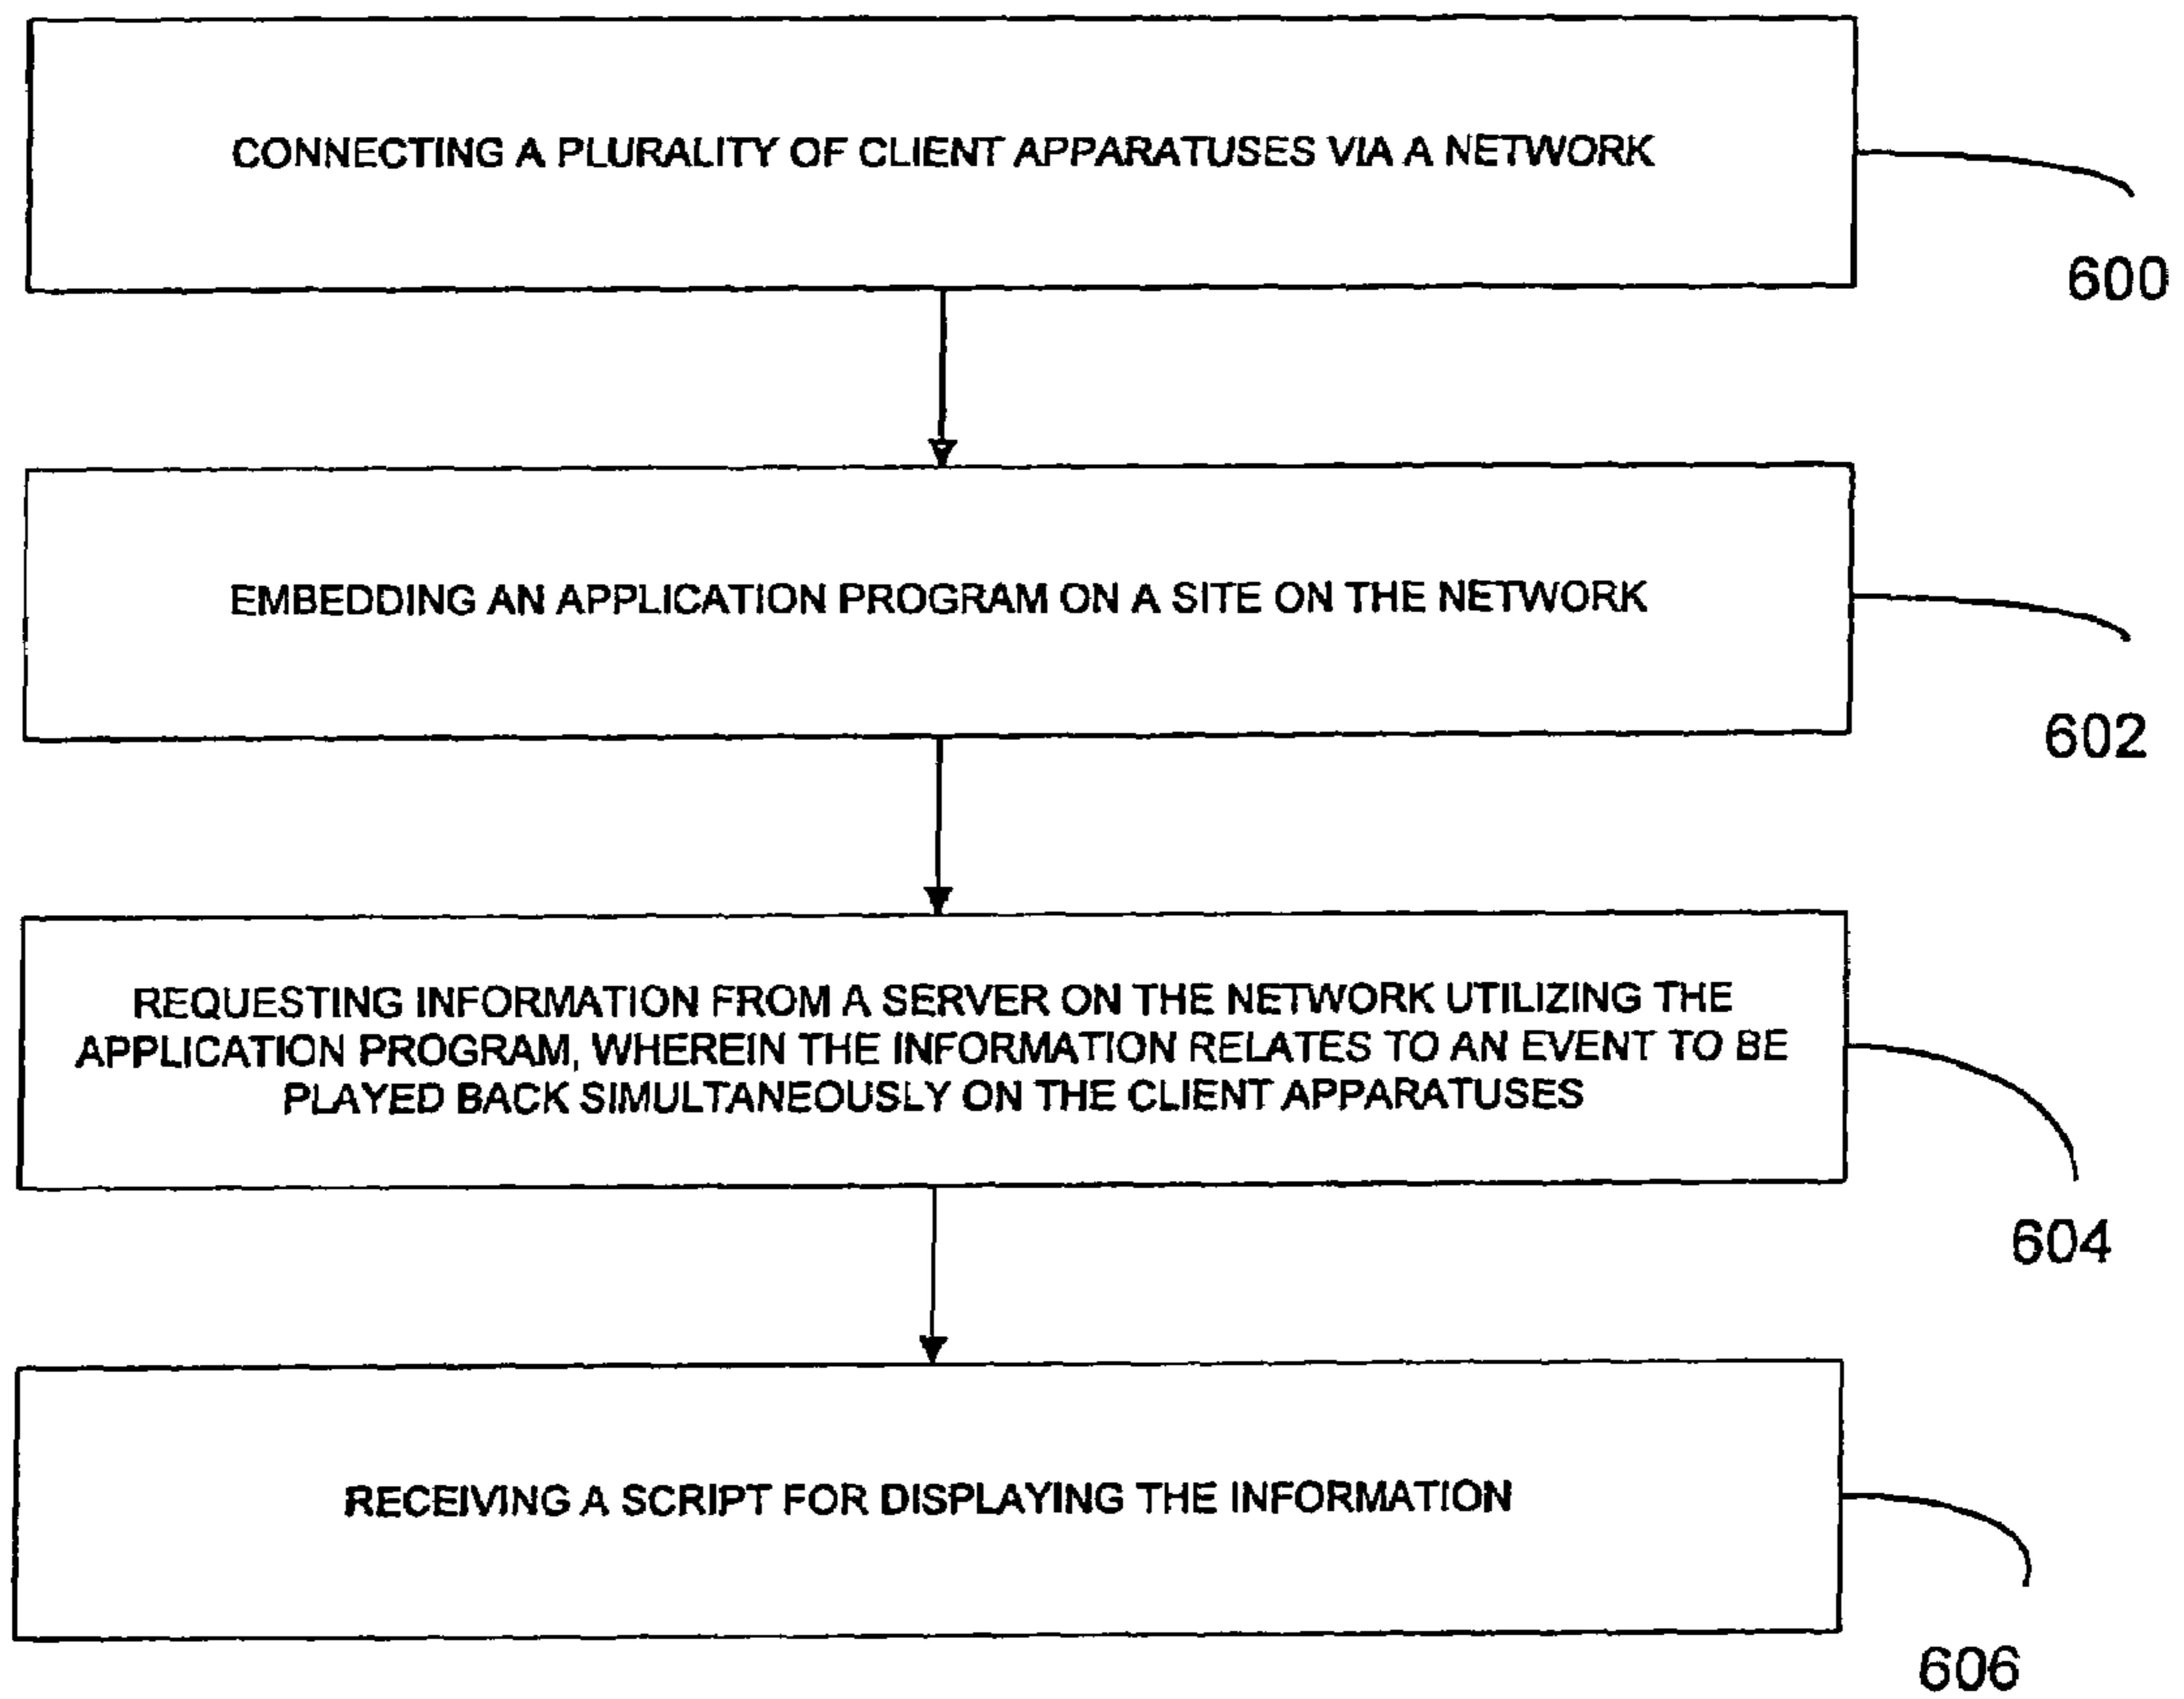 CONNECTING A PLURALITY OF CLIENT APPARATUSES VIA A NETWORK
600
EMBEDDING AN APPLICATION PROGRAM ON A SITE ON THE NETWORK
602
REQUESTING INFORMATION FROM A SERVER ON THE NETWORK UTILIZING THE
APPLICATION PROGRAM, WHEREIN THE INFORMATION RELATES TO AN EVENT TO BE
PLAYED BACK SIMULTANEOUSLY ON THE CLIENT APPARATUSES
604
RECEIVING A SCRIPT FOR DISPLAYING THE INFORMATION
606